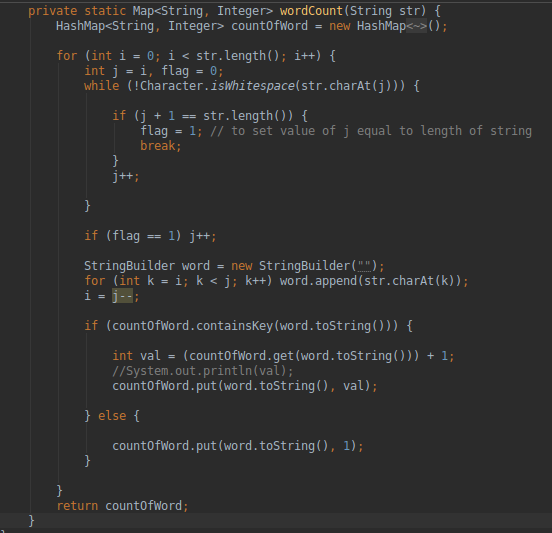 private static Map<String, Integer> wordCount(String str) {
HashMap<String, Integer> countOfWord = new HashMap<~>();
for (int i = 0; i < str.length(); i++) {
int j = i, flag = 0;
while (!Character.isWhitespace(str.charAt(j))) {
if (j + 1 == str.length()) {
flag = 1; // to set value of j equal to length of string
break;
}
j++;
}
if (flag == 1) j++;
StringBuilder word = new StringBuilder("");
for (int k = i; k < j; k++) word.append(str.charAt(k));
i = j--;
if (countOfWord.containsKey(word.toString())) {
int val = (countOfWord.get(word.toString())) + 1;
//System.out.println(val);
countOfWord.put(word.toString(), val);
} else {
countOfWord.put(word.toString(), 1);
}
}
return countOfWord;
}
}